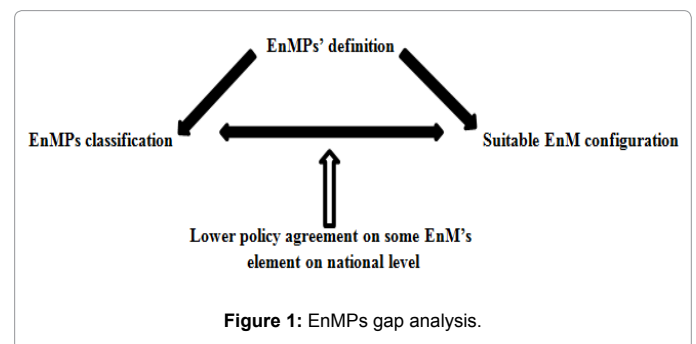 EnMPs’ definition
EnMPs classification
Suitable EnM configuration
Lower policy agreement on some EnM’s
element on national level
Figure 1: EnMPs gap analysis.